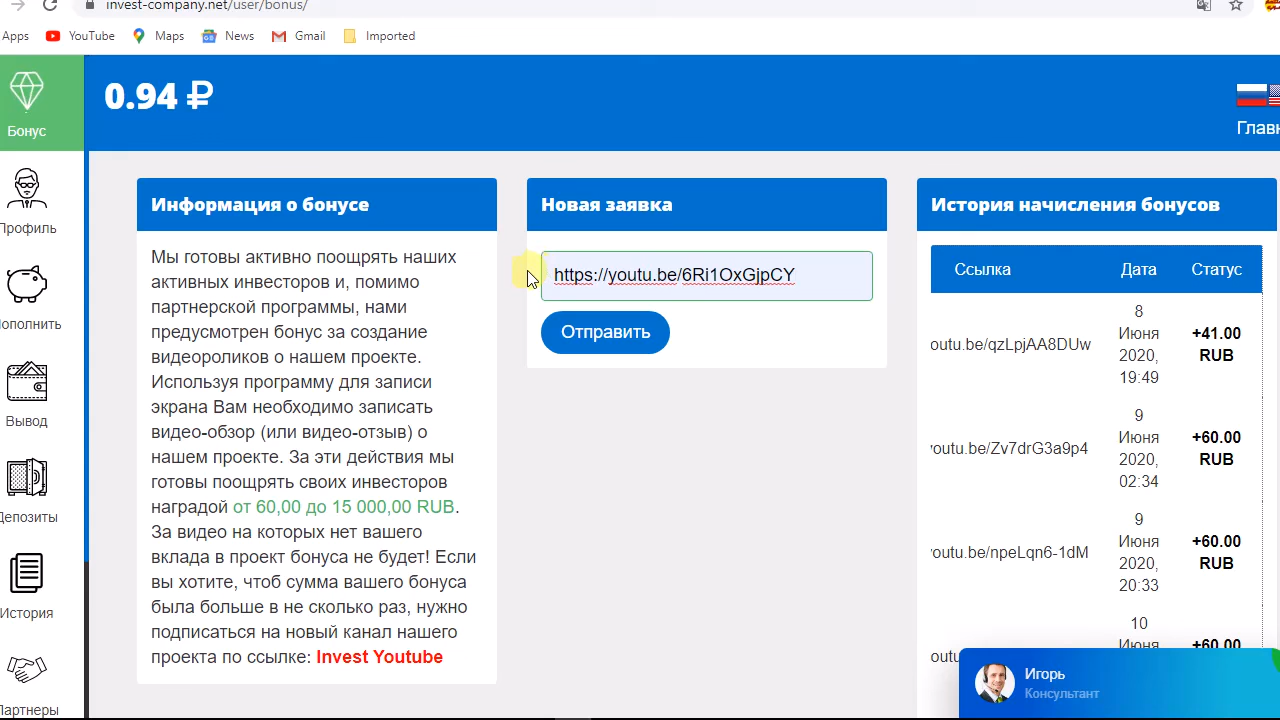 invest-company.net/user/bonus/
Apps YouTube Maps News Gmail Imported
0.94 ₽
Бонус
Профиль
Вывод
История
Информация о бонусе
Мы готовы активно поощрять наших
активных инвесторов и, помимо
партнерской программы, нами
предусмотрен бонус за создание
видеороликов о нашем проекте.
Используя программу для записи
экрана Вам необходимо записать
видео-обзор (или видео-отзыв) о
нашем проекте. За эти действия мы
готовы поощрять своих инвесторов
наградой от 60,00 до 15 000,00 RUB.
За видео на которых нет вашего
вклада в проект бонуса не будет! Если
вы хотите, чтоб сумма вашего бонуса
была больше в не сколько раз, нужно
подписаться на новый канал нашего
проекта по ссылке: Invest Youtube
Новая заявка
https://youtu.be/6Ri1OxGjpCY
Отправить
История начисления бонусов
Ссылка Дата Статус
outu.be/qzLpjAA8DUw
8
Июня
2020,
19:49
+41.00
RUB
outu.be/Zv7drG3a9p4
9
Июня
2020,
02:34
+60.00
RUB
outu.be/npeLqn6-1dM
9
Июня
2020,
20:33
+60.00
RUB
outu
10
Июня
+60.00
Главн
ополнить
Депозиты
Партнеры
Игорь
Консультант